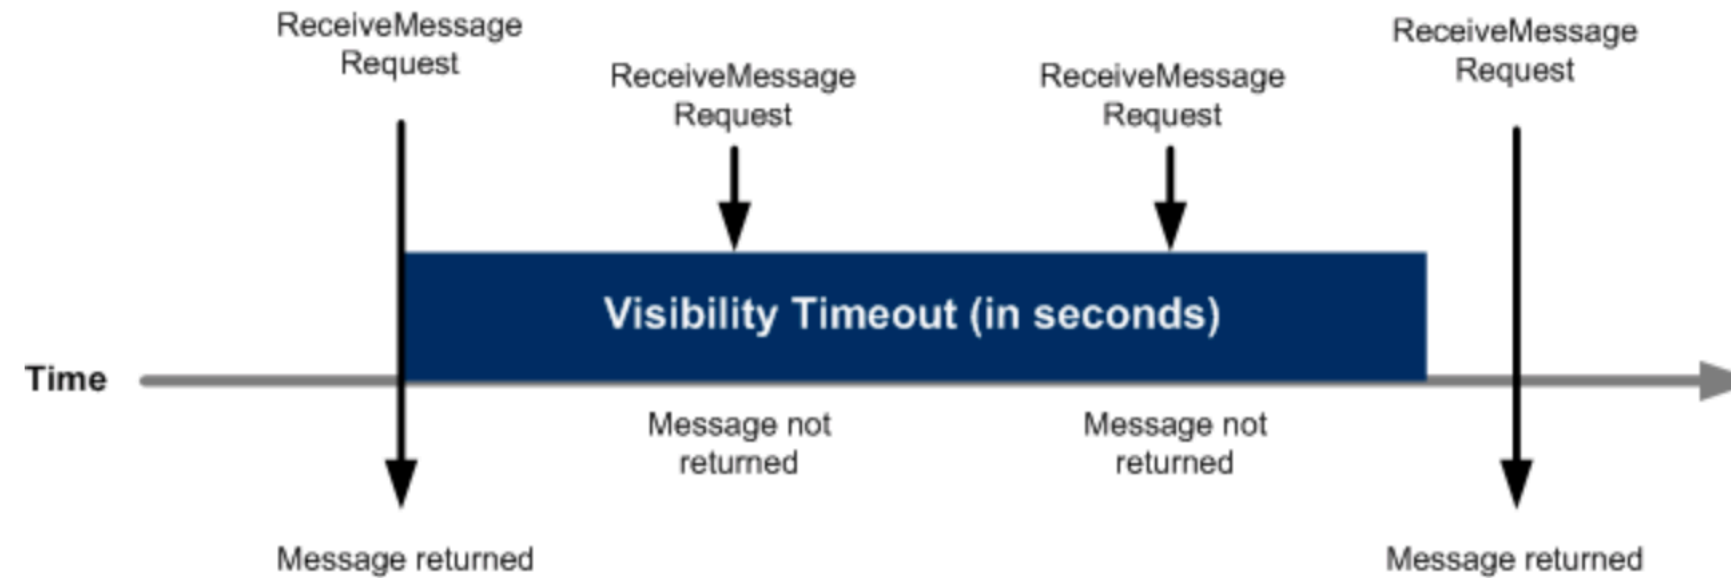 ReceiveMessage
Request
ReceiveMessage
Request
ReceiveMessage
Request
ReceiveMessage
Request
Visibility Timeout (in seconds)
Time
Message not
returned
Message not
returned
Message returned
Message returned